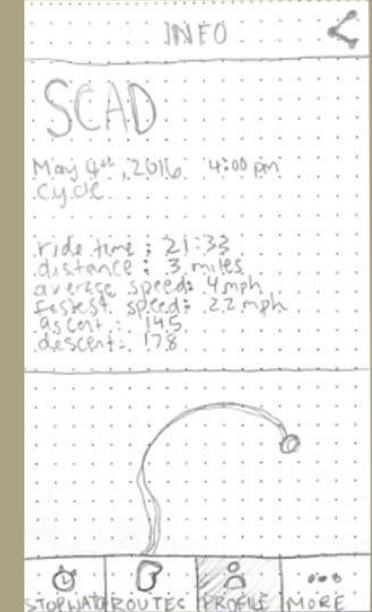 INFO
SCAD
May 4th, 2016 4:00 pm
Cycle
ride time : 21:33
distance : 3 miles
average speed: 4 mph
fastest speed: 22 mph
ascent : 145
descent: 178
STOPWATCH ROUTES PROFILE MORE